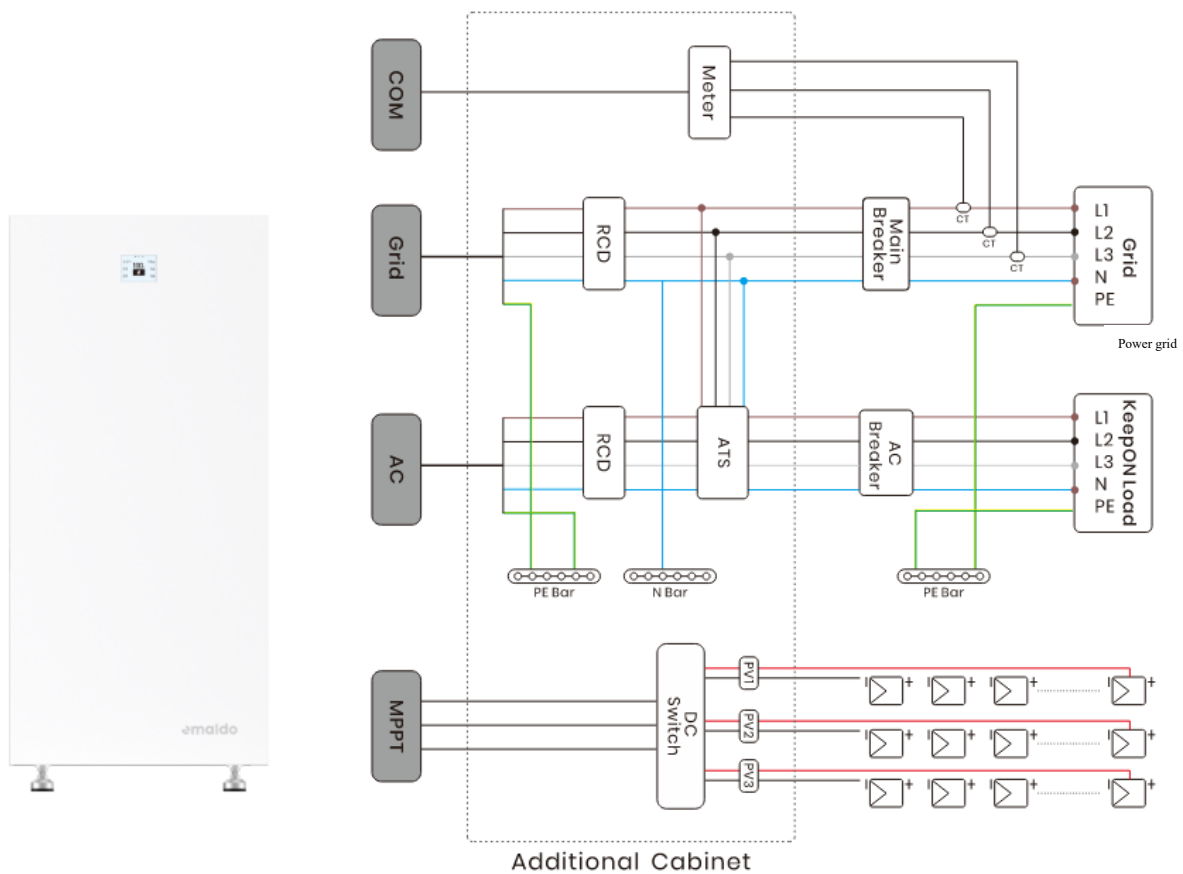 COM
Meter
CT
CT
CT
Grid
RCD
Main
Breaker
L1
L2
L3
N
PE
Grid
Power grid
100
AC
RCD
ATS
AC
Breaker
L1
L2
L3
N
PE
KeepON Load
PE Bar
N Bar
PE Bar
MPPT
DC
Switch
PV1
PV2
PV3
emaldo
Additional Cabinet